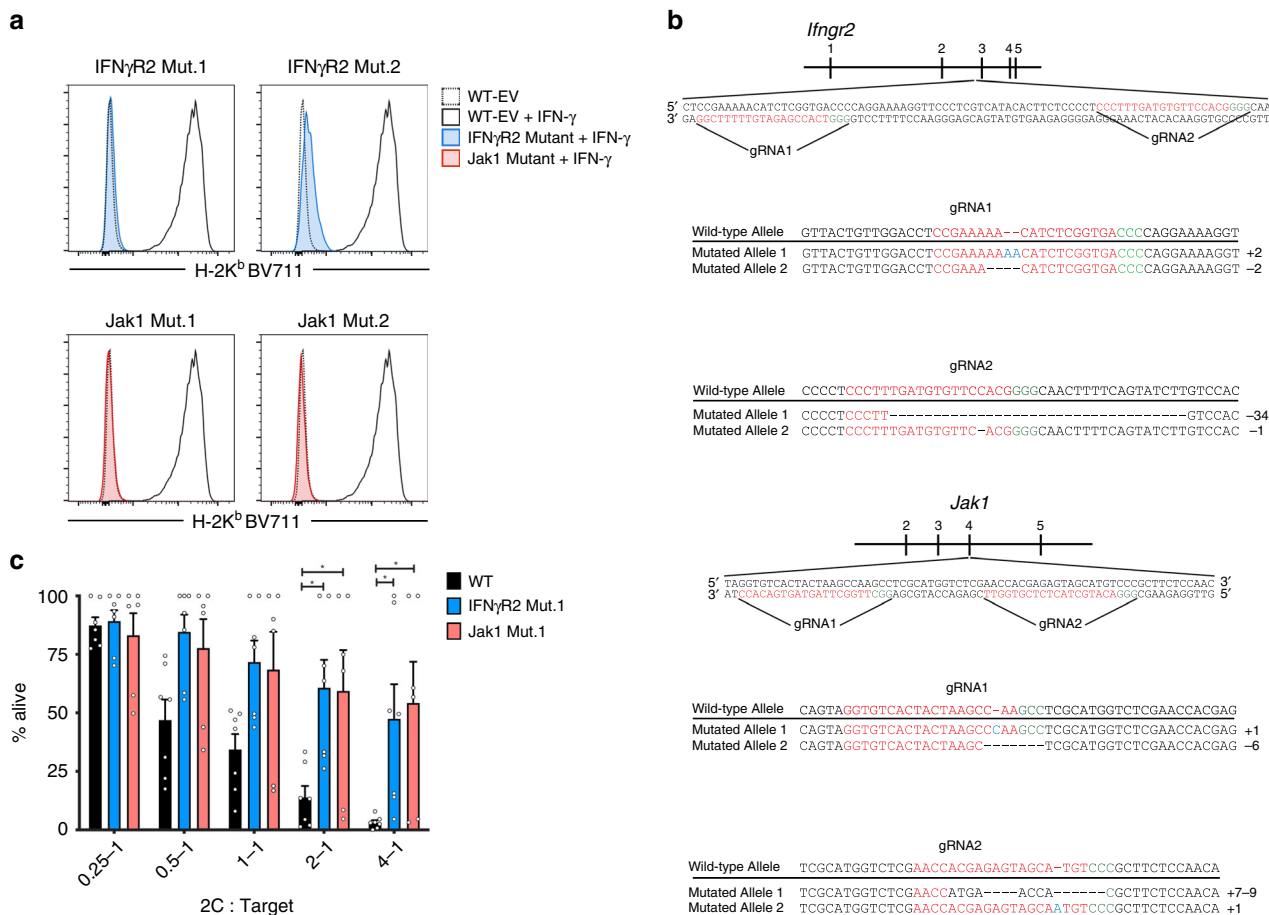 a
IFNγR2 Mut.1
IFNγR2 Mut.2
WT-EV
WT-EV + IFN-γ
IFNγR2 Mutant + IFN-γ
Jak1 Mutant + IFN-γ
H-2Kb BV711
Jak1 Mut.1
Jak1 Mut.2
H-2Kb BV711
b
Ifngr2
1 2 3 4 5
5′ CTCCGAAAAACATCTCGGTGACCCCAGGAAAAGGTTCCCTCGTCATACACTTCTCCCCTCCCTTTGATGTGTTCCACGGGGCAA
3′ GAGGCTTTTTGTAGAGCCACTGGGGTCCTTTTCCAAGGGAGCAGTATGTGAAGAGGGGAGGGAAACTACACAAGGTGCCCCGTT
gRNA1
gRNA2
gRNA1
Wild-type Allele GTTACTGTTGGACCTCCGAAAAA--CATCTCGGTGACCCCAGGAAAAGGT
Mutated Allele 1 GTTACTGTTGGACCTCCGAAAAAAACATCTCGGTGACCCCAGGAAAAGGT +2
Mutated Allele 2 GTTACTGTTGGACCTCCGAAA----CATCTCGGTGACCCCAGGAAAAGGT −2
gRNA2
Wild-type Allele CCCCTCCCTTTGATGTGTTCCACGGGGCAACTTTTCAGTATCTTGTCCAC
Mutated Allele 1 CCCCTCCCTT----------------------------------GTCCAC −34
Mutated Allele 2 CCCCTCCCTTTGATGTGTTC-ACGGGGCAACTTTTCAGTATCTTGTCCAC −1
Jak1
2 3 4 5
5′ TAGGTGTCACTACTAAGCCAAGCCTCGCATGGTCTCGAACCACGAGAGTAGCATGTCCCGCTTCTCCAAC 3′
3′ ATCCACAGTGATGATTCGGTTCGGAGCGTACCAGAGCTTGGTGCTCTCATCGTACAGGGCGAAGAGGTTG 5′
gRNA1
gRNA2
gRNA1
Wild-type Allele CAGTAGGTGTCACTACTAAGCC-AAGCCTCGCATGGTCTCGAACCACGAG
Mutated Allele 1 CAGTAGGTGTCACTACTAAGCCCAAGCCTCGCATGGTCTCGAACCACGAG +1
Mutated Allele 2 CAGTAGGTGTCACTACTAAGC-------TCGCATGGTCTCGAACCACGAG −6
gRNA2
Wild-type Allele TCGCATGGTCTCGAACCACGAGAGTAGCA-TGTCCCGCTTCTCCAACA
Mutated Allele 1 TCGCATGGTCTCGAACCATGA----ACCA------CGCTTCTCCAACA +7–9
Mutated Allele 2 TCGCATGGTCTCGAACCACGAGAGTAGCAATGTCCCGCTTCTCCAACA +1
c
WT
IFNγR2 Mut.1
Jak1 Mut.1
* * * *
100
75
50
25
0
% alive
0.25–1 0.5–1 1–1 2–1 4–1
2C : Target